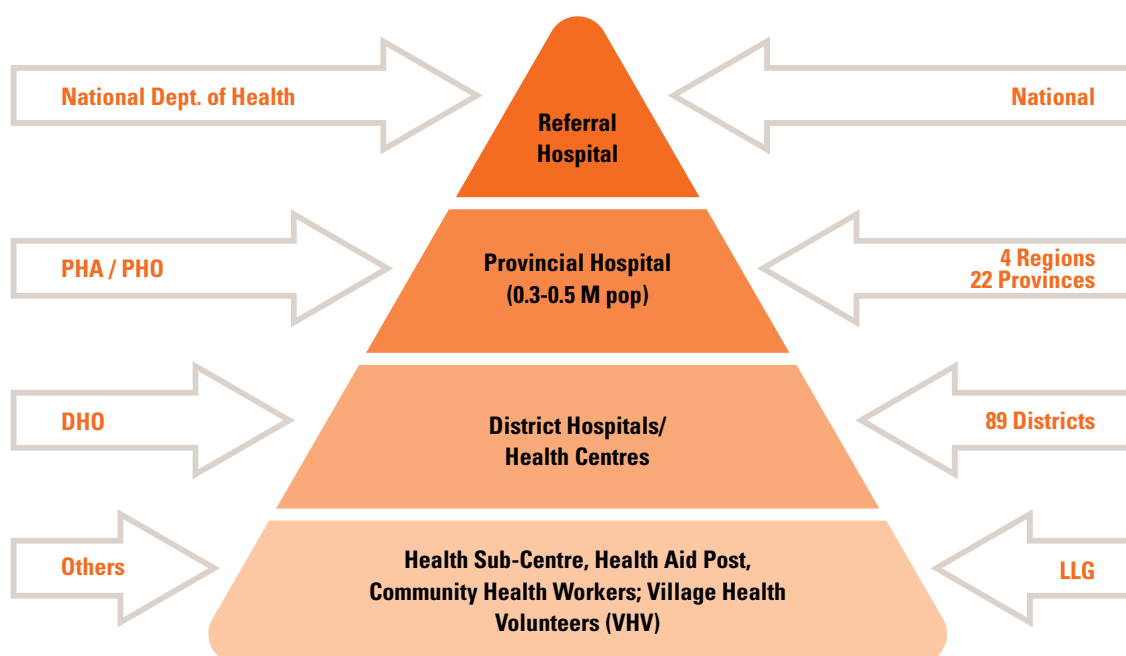 National Dept. of Health
Referral
Hospital
National
PHA / PHO
Provincial Hospital
(0.3-0.5 M pop)
4 Regions
22 Provinces
DHO
District Hospitals/
Health Centres
89 Districts
Others
Health Sub-Centre, Health Aid Post,
Community Health Workers; Village Health
Volunteers (VHV)
LLG